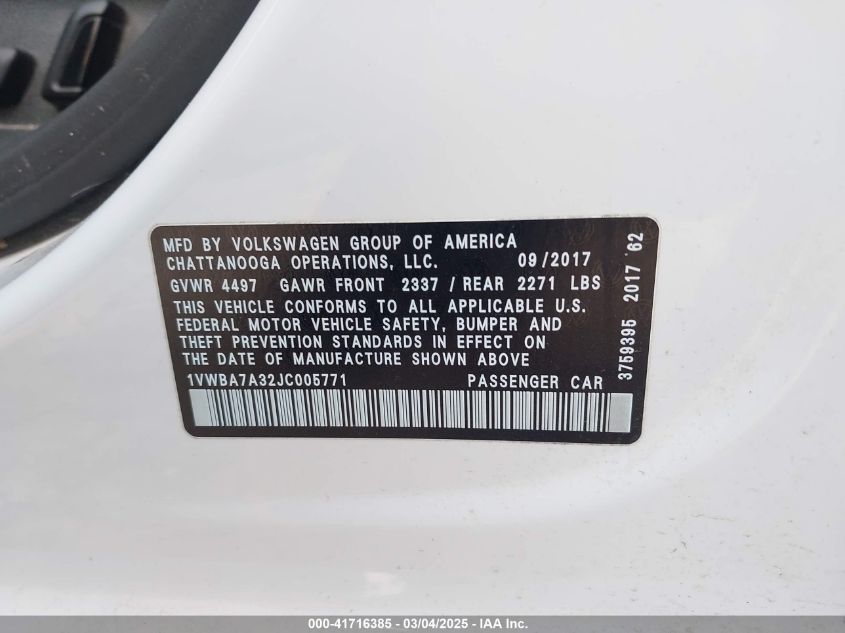 MFD BY VOLKSWAGEN GROUP OF AMERICA
CHATTANOOGA OPERATIONS, LLC. 09/2017
GVWR 4497 GAWR FRONT 2337 / REAR 2271 LBS
THIS VEHICLE CONFORMS TO ALL APPLICABLE U.S.
FEDERAL MOTOR VEHICLE SAFETY, BUMPER AND
THEFT PREVENTION STANDARDS IN EFFECT ON
THE DATE OF MANUFACTURE SHOWN ABOVE
1VWBA7A32JC005771 PASSENGER CAR
3759395 2017 '62
000-41716385 - 03/04/2025 - IAA Inc.